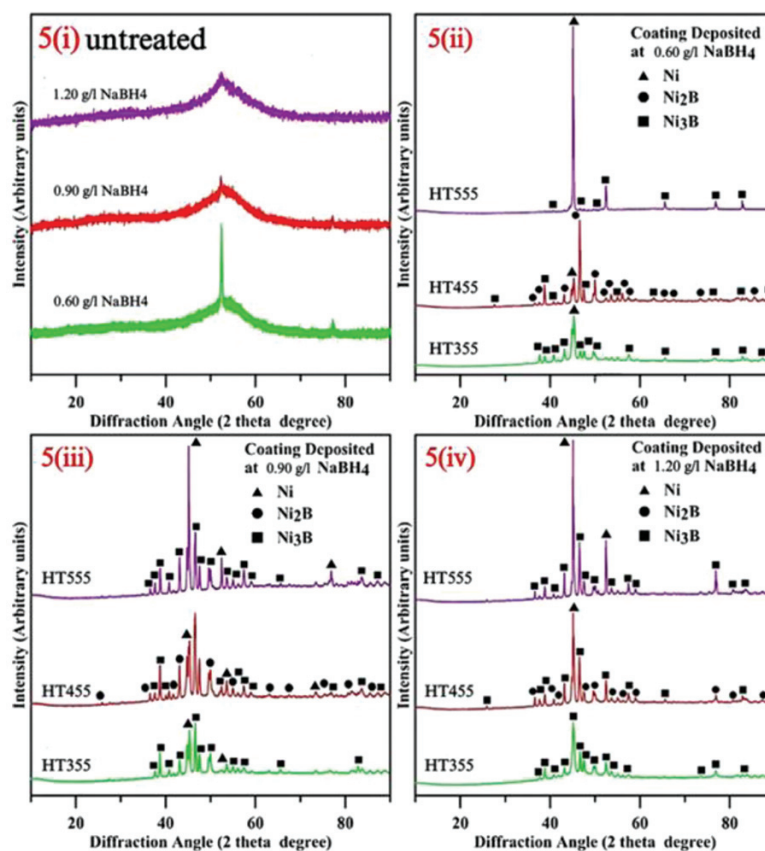 5(i) untreated
1.20 g/l NaBH4
0.90 g/l NaBH4
0.60 g/l NaBH4
Intensity (Arbitrary units)
20 40 60 80
Diffraction Angle (2 theta degree)
5(ii)
Coating Deposited
at 0.60 g/l NaBH4
▲ Ni
● Ni2B
■ Ni3B
HT555
HT455
HT355
Intensity (Arbitrary units)
20 40 60 80
Diffraction Angle (2 theta degree)
5(iii)
Coating Deposited
at 0.90 g/l NaBH4
▲ Ni
● Ni2B
■ Ni3B
HT555
HT455
HT355
Intensity (Arbitrary units)
20 40 60 80
Diffraction Angle (2 theta degree)
5(iv)
Coating Deposited
at 1.20 g/l NaBH4
▲ Ni
● Ni2B
■ Ni3B
HT555
HT455
HT355
Intensity (Arbitrary units)
20 40 60 80
Diffraction Angle (2 theta degree)